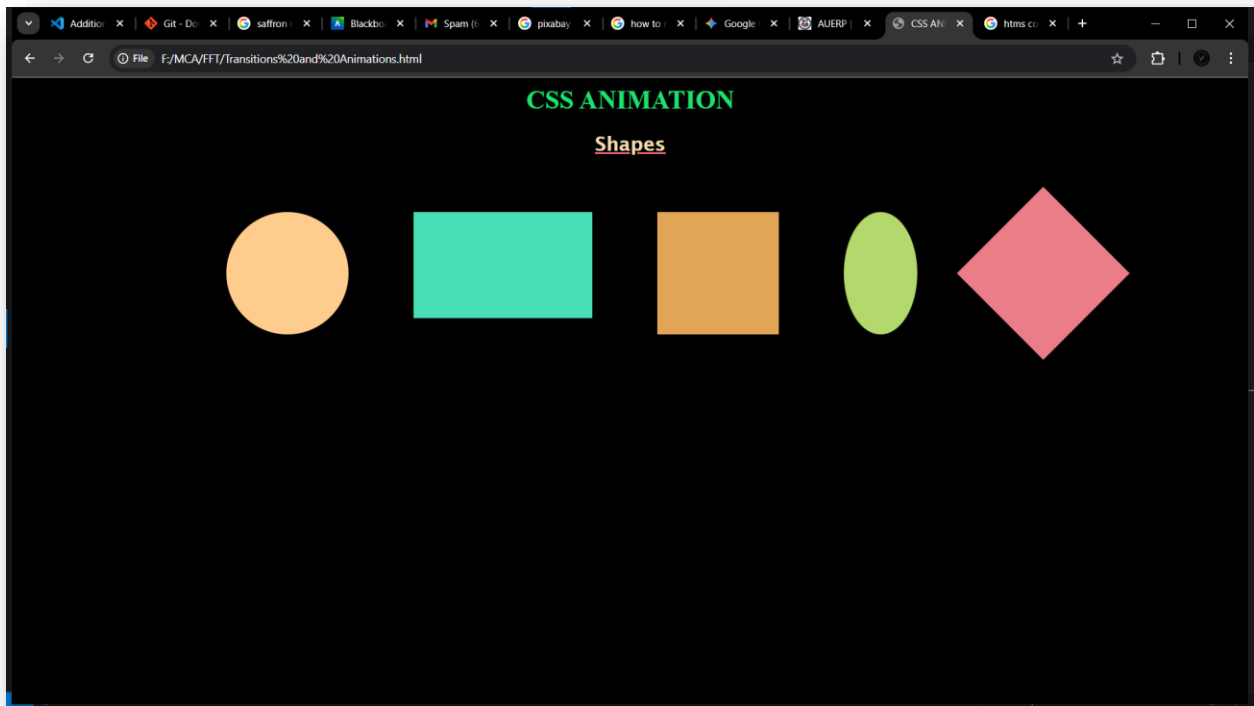 Addition
Git - Do
saffron
Blackbo
Spam (6
pixabay
how to
Google
AUERP |
CSS AN
htms co
File F:/MCA/FFT/Transitions%20and%20Animations.html
CSS ANIMATION
Shapes